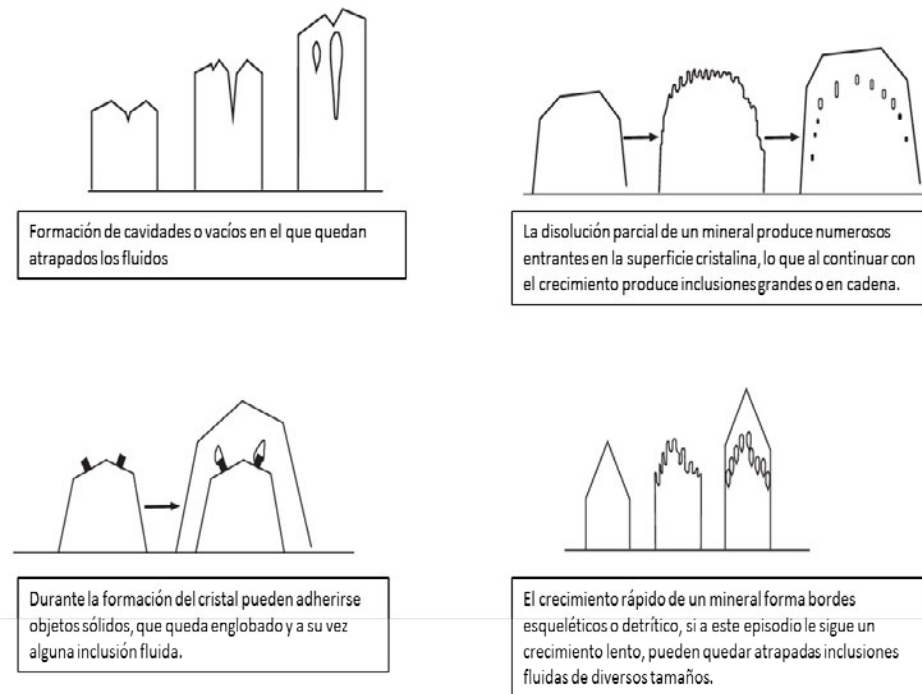 Formación de cavidades o vacíos en el que quedan
atrapados los fluidos
La disolución parcial de un mineral produce numerosos
entrantes en la superficie cristalina, lo que al continuar con
el crecimiento produce inclusiones grandes o en cadena.
Durante la formación del cristal pueden adherirse
objetos sólidos, que queda englobado y a su vez
alguna inclusión fluida.
El crecimiento rápido de un mineral forma bordes
esqueléticos o detrítico, si a este episodio le sigue un
crecimiento lento, pueden quedar atrapadas inclusiones
fluidas de diversos tamaños.